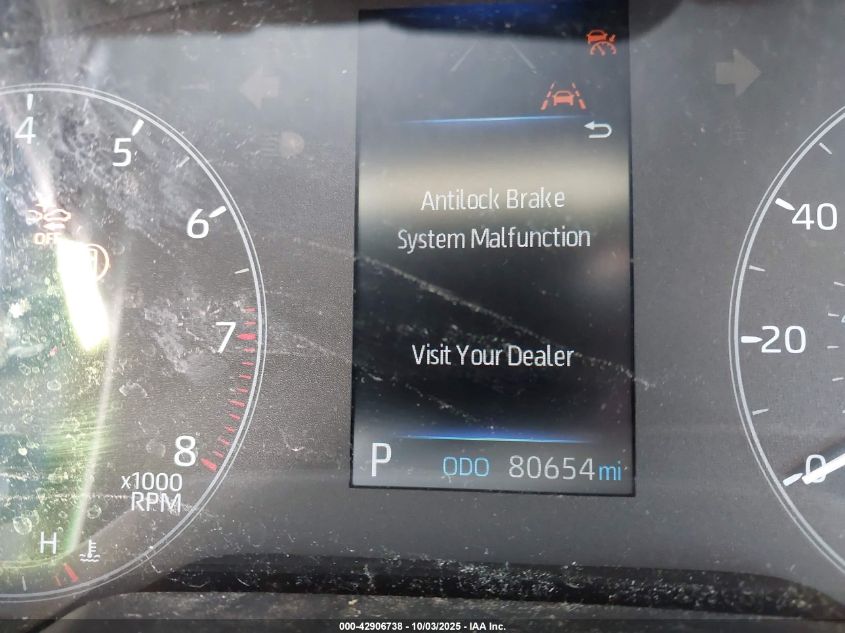 4
5
6
7
8
x1000
RPM
H
OFF
Antilock Brake
System Malfunction
Visit Your Dealer
P ODO 80654 mi
40
20
0
000-42906738 - 10/03/2025 - IAA Inc.